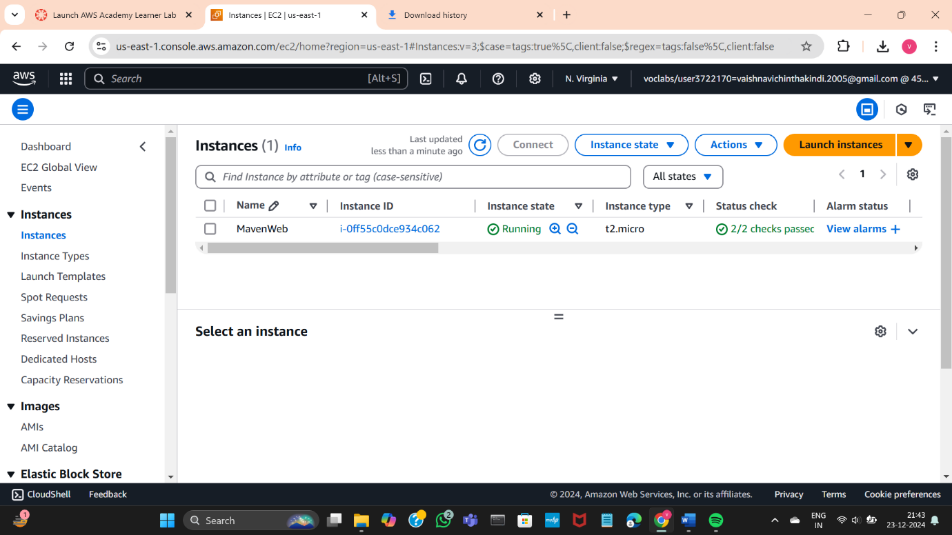 Launch AWS Academy Learner Lab
Instances | EC2 | us-east-1
Download history
us-east-1.console.aws.amazon.com/ec2/home?region=us-east-1#Instances:v=3;$case=tags:true%5C,client:false;$regex=tags:false%5C,client:false
V
aws
Search
[Alt+S]
N. Virginia
voclabs/user3722170=vaishnavichinthakindi.2005@gmail.com @ 45...
Dashboard
EC2 Global View
Events
Instances
Instances
Instance Types
Launch Templates
Spot Requests
Savings Plans
Reserved Instances
Dedicated Hosts
Capacity Reservations
Images
AMIs
AMI Catalog
Elastic Block Store
Instances (1) Info
Last updated
less than a minute ago
Connect
Instance state
Actions
Launch instances
Find Instance by attribute or tag (case-sensitive)
All states
1
Name
Instance ID
Instance state
Instance type
Status check
Alarm status
MavenWeb
i-0ff55c0dce934c062
Running
t2.micro
2/2 checks passed
View alarms +
Select an instance
CloudShell
Feedback
© 2024, Amazon Web Services, Inc. or its affiliates.
Privacy
Terms
Cookie preferences
1
Search
2
ENG
IN
21:43
23-12-2024